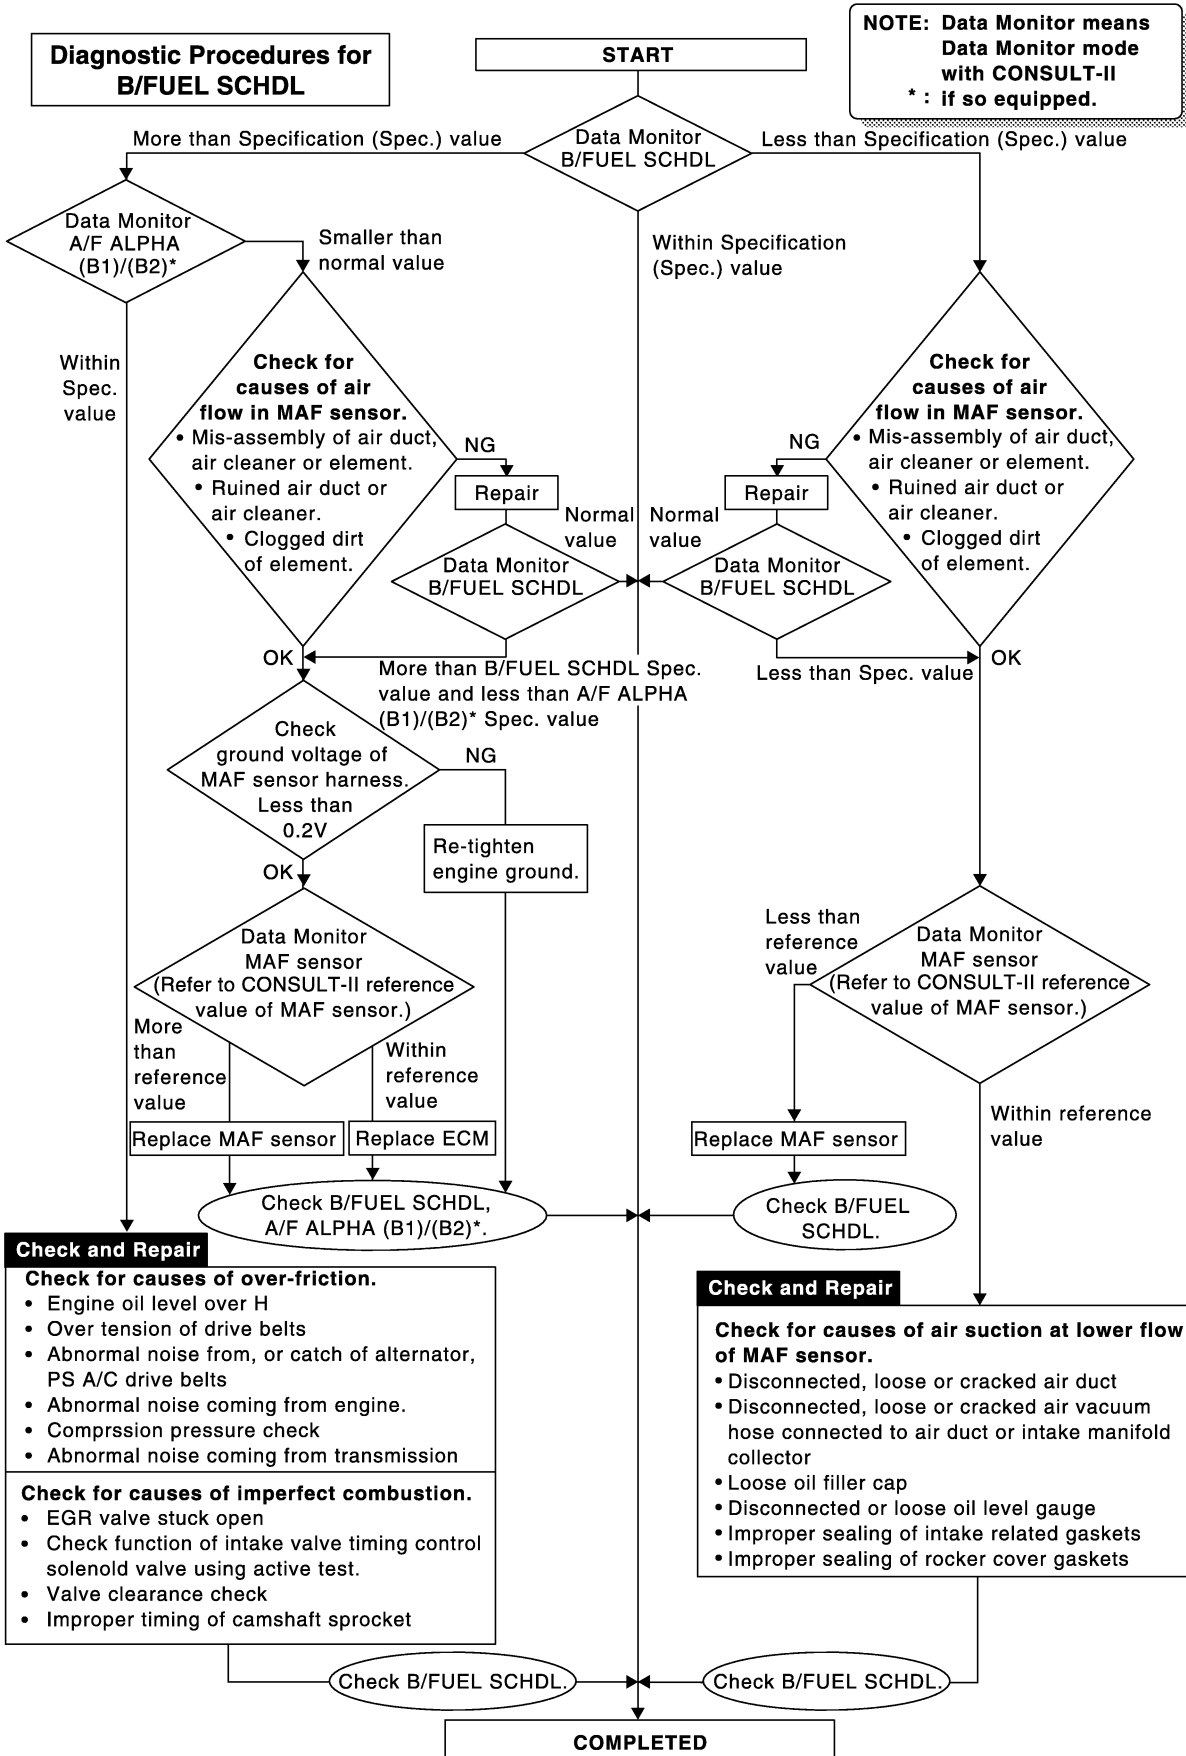 Diagnostic Procedures for
B/FUEL SCHDL
START
NOTE: Data Monitor means
Data Monitor mode
with CONSULT-II
* : if so equipped.
More than Specification (Spec.) value
Data Monitor
B/FUEL SCHDL
Less than Specification (Spec.) value
Data Monitor
A/F ALPHA
(B1)/(B2)*
Smaller than
normal value
Within Specification
(Spec.) value
Within
Spec.
value
Check for
causes of air
flow in MAF sensor.
• Mis-assembly of air duct,
air cleaner or element.
• Ruined air duct or
air cleaner.
• Clogged dirt
of element.
NG
Repair
Normal
value
Data Monitor
B/FUEL SCHDL
NG
Repair
Normal
value
Data Monitor
B/FUEL SCHDL
Check for
causes of air
flow in MAF sensor.
• Mis-assembly of air duct,
air cleaner or element.
• Ruined air duct or
air cleaner.
• Clogged dirt
of element.
OK
More than B/FUEL SCHDL Spec.
value and less than A/F ALPHA
(B1)/(B2)* Spec. value
Less than Spec. value
OK
Check
ground voltage of
MAF sensor harness.
Less than
0.2V
NG
Re-tighten
engine ground.
OK
Data Monitor
MAF sensor
(Refer to CONSULT-II reference
value of MAF sensor.)
More
than
reference
value
Within
reference
value
Replace MAF sensor
Replace ECM
Check B/FUEL SCHDL,
A/F ALPHA (B1)/(B2)*.
Less than
reference
value
Data Monitor
MAF sensor
(Refer to CONSULT-II reference
value of MAF sensor.)
Within reference
value
Replace MAF sensor
Check B/FUEL
SCHDL.
Check and Repair
Check for causes of over-friction.
• Engine oil level over H
• Over tension of drive belts
• Abnormal noise from, or catch of alternator,
PS A/C drive belts
• Abnormal noise coming from engine.
• Comprssion pressure check
• Abnormal noise coming from transmission
Check for causes of imperfect combustion.
• EGR valve stuck open
• Check function of intake valve timing control
solenold valve using active test.
• Valve clearance check
• Improper timing of camshaft sprocket
Check and Repair
Check for causes of air suction at lower flow
of MAF sensor.
• Disconnected, loose or cracked air duct
• Disconnected, loose or cracked air vacuum
hose connected to air duct or intake manifold
collector
• Loose oil filler cap
• Disconnected or loose oil level gauge
• Improper sealing of intake related gaskets
• Improper sealing of rocker cover gaskets
Check B/FUEL SCHDL.
Check B/FUEL SCHDL.
COMPLETED